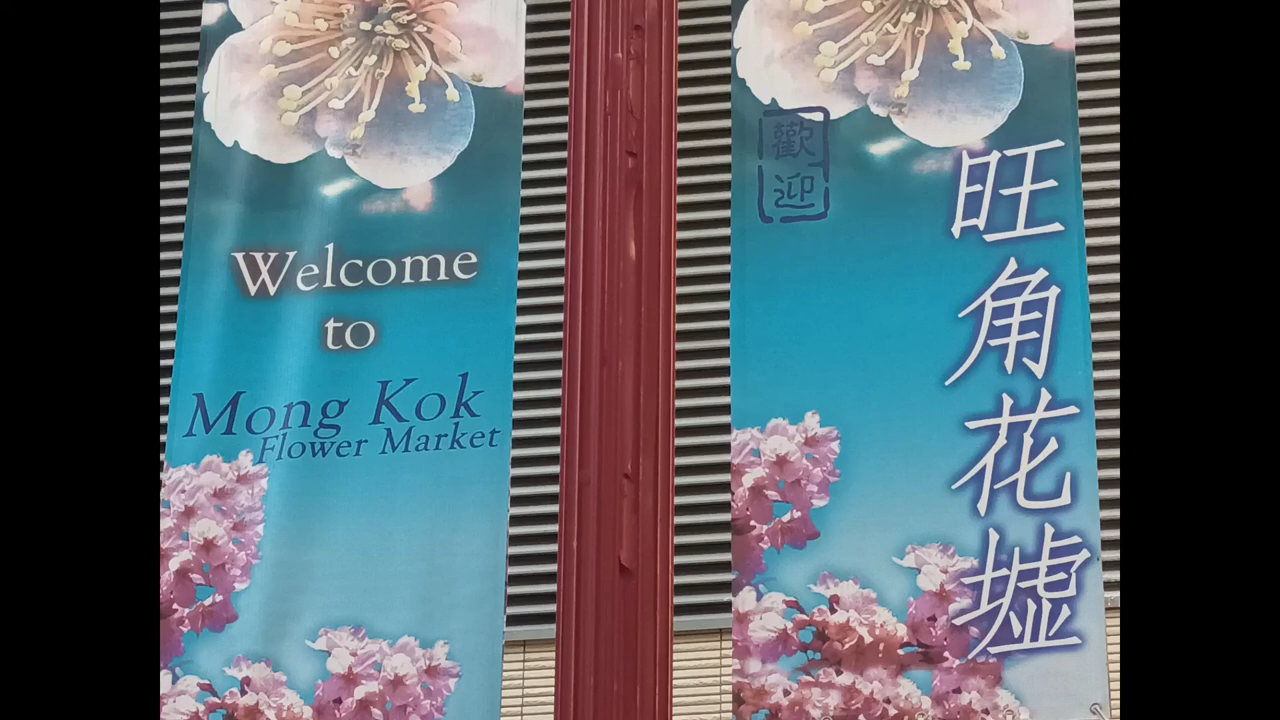 Welcome
to
Mong Kok
Flower Market
歡迎
旺角花墟